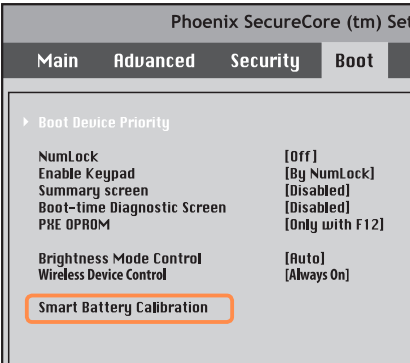 Phoenix SecureCore (tm) Set
Main Advanced Security Boot
Boot Device Priority
NumLock [Off]
Enable Keypad [By NumLock]
Summary screen [Disabled]
Boot-time Diagnostic Screen [Disabled]
PXE OPROM [Only with F12]
Brightness Mode Control [Auto]
Wireless Device Control [Always On]
Smart Battery Calibration